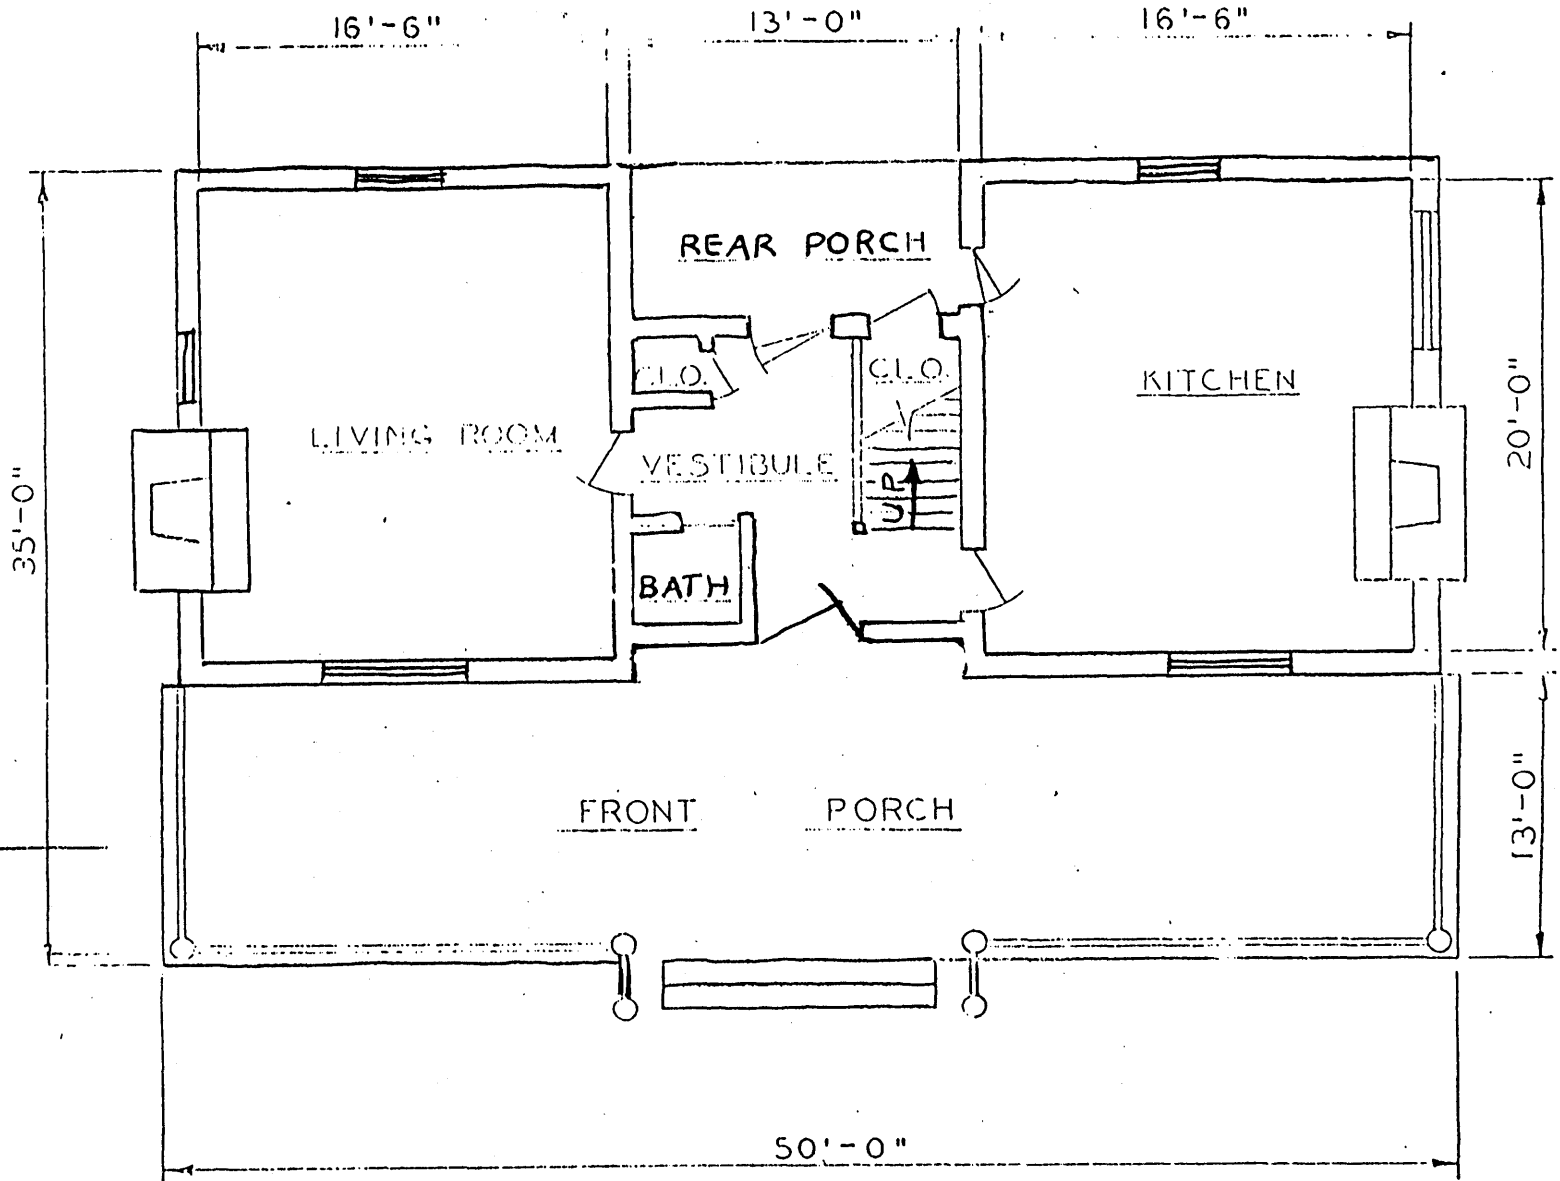 16'-6" 13'-0" 16'-6"
REAR PORCH
CLO. CLO.
KITCHEN
LIVING ROOM
VESTIBULE
UP
BATH
35'-0"
20'-0"
FRONT PORCH
13'-0"
50'-0"